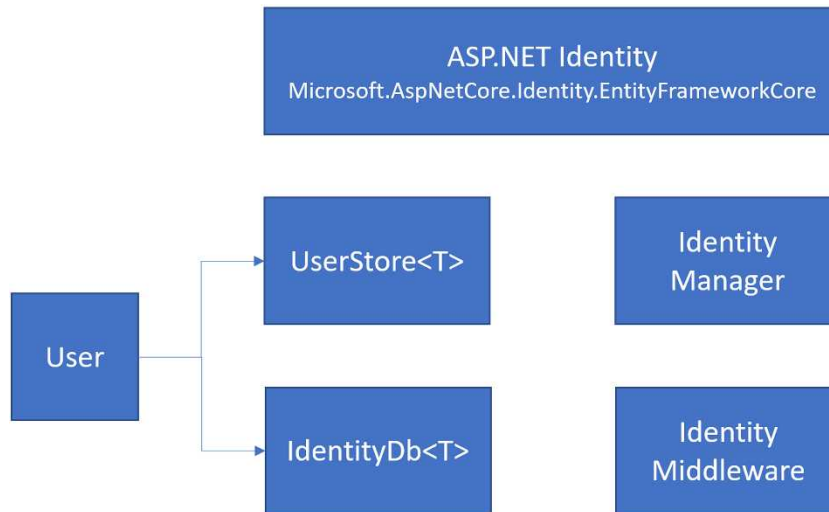 ASP.NET Identity
Microsoft.AspNetCore.Identity.EntityFrameworkCore
UserStore<T>
Identity
Manager
User
IdentityDb<T>
Identity
Middleware